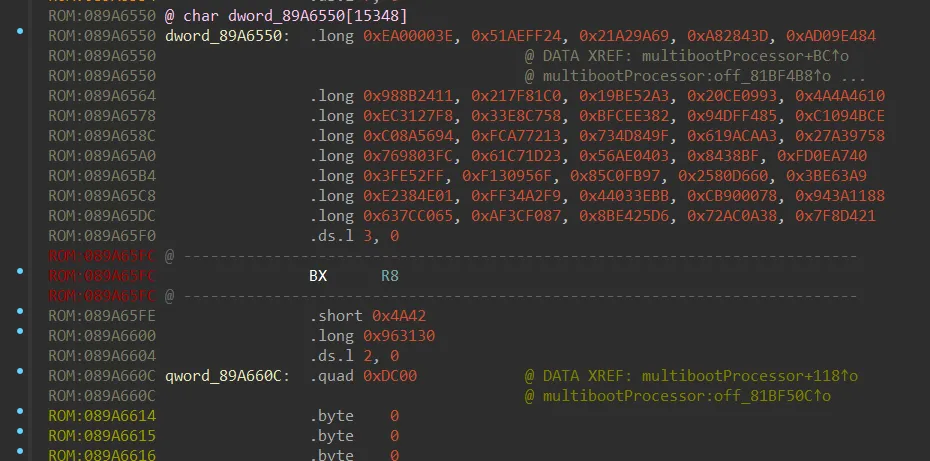 ROM:089A6550 @ char dword_89A6550[15348]
ROM:089A6550 dword_89A6550: .long 0xEA00003E, 0x51AEFF24, 0x21A29A69, 0xA82843D, 0xAD09E484
ROM:089A6550 @ DATA XREF: multibootProcessor+BC↑o
ROM:089A6550 @ multibootProcessor:off_81BF4B8↑o ...
ROM:089A6564 .long 0x988B2411, 0x217F81C0, 0x19BE52A3, 0x20CE0993, 0x4A4A4610
ROM:089A6578 .long 0xEC3127F8, 0x33E8C758, 0xBFCEE382, 0x94DFF485, 0xC1094BCE
ROM:089A658C .long 0xC08A5694, 0xFCA77213, 0x734D849F, 0x619ACAA3, 0x27A39758
ROM:089A65A0 .long 0x769803FC, 0x61C71D23, 0x56AE0403, 0x8438BF, 0xFD0EA740
ROM:089A65B4 .long 0x3FE52FF, 0xF130956F, 0x85C0FB97, 0x2580D660, 0x3BE63A9
ROM:089A65C8 .long 0xE2384E01, 0xFF34A2F9, 0x44033EBB, 0xCB900078, 0x943A1188
ROM:089A65DC .long 0x637CC065, 0xAF3CF087, 0x8BE425D6, 0x72AC0A38, 0x7F8D421
ROM:089A65F0 .ds.l 3, 0
ROM:089A65FC @ ---------------------------------------------------------------------------
ROM:089A65FC BX R8
ROM:089A65FC @ ---------------------------------------------------------------------------
ROM:089A65FE .short 0x4A42
ROM:089A6600 .long 0x963130
ROM:089A6604 .ds.l 2, 0
ROM:089A660C qword_89A660C: .quad 0xDC00 @ DATA XREF: multibootProcessor+118↑o
ROM:089A660C @ multibootProcessor:off_81BF50C↑o
ROM:089A6614 .byte 0
ROM:089A6615 .byte 0
ROM:089A6616 .byte 0